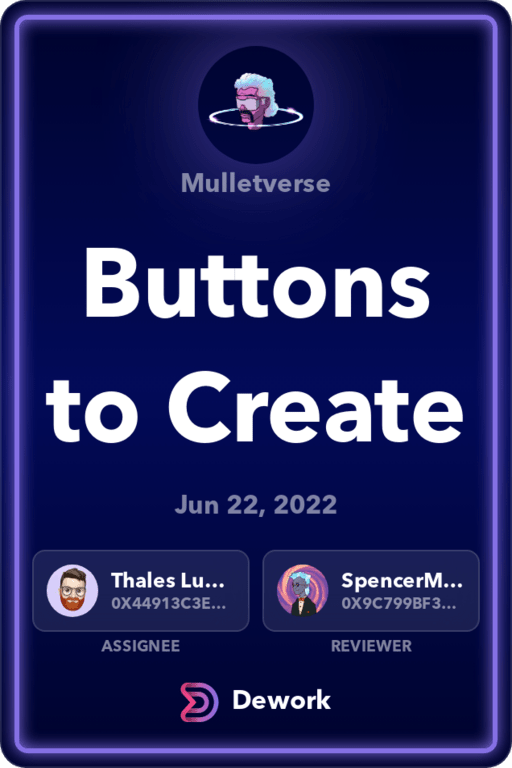 Mulletverse
Buttons
to Create
Jun 22, 2022
Thales Lu...
0X44913C3E...
SpencerM...
0X9C799BF3...
ASSIGNEE
REVIEWER
Dework